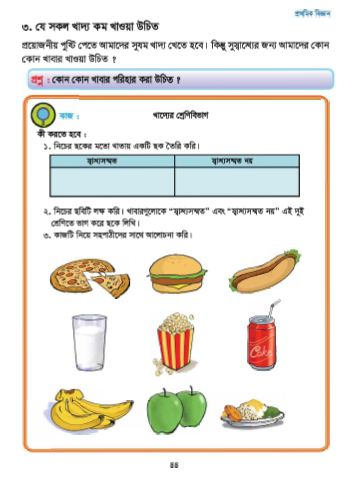 প্রাথমিক বিজ্ঞান
৩. যে সকল খাদ্য কম খাওয়া উচিত
প্রয়োজনীয় পুষ্টি পেতে আমাদের সুষম খাদ্য খেতে হবে। কিন্তু সুস্বাস্থ্যের জন্য আমাদের কোন
কোন খাবার খাওয়া উচিত ?
প্রশ্ন : কোন কোন খাবার পরিহার করা উচিত ?
কাজ :
খাদ্যের শ্রেণিবিভাগ
কী করতে হবে :
১. নিচের ছকের মতো খাতায় একটি ছক তৈরি করি।
স্বাস্থ্যসম্মত
স্বাস্থ্যসম্মত নয়
২. নিচের ছবিটি লক্ষ করি। খাবারগুলোকে “স্বাস্থ্যসম্মত” এবং “স্বাস্থ্যসম্মত নয়” এই দুই
শ্রেণিতে ভাগ করে ছকে লিখি।
৩. কাজটি নিয়ে সহপাঠীদের সাথে আলোচনা করি।
Coke
৪৪